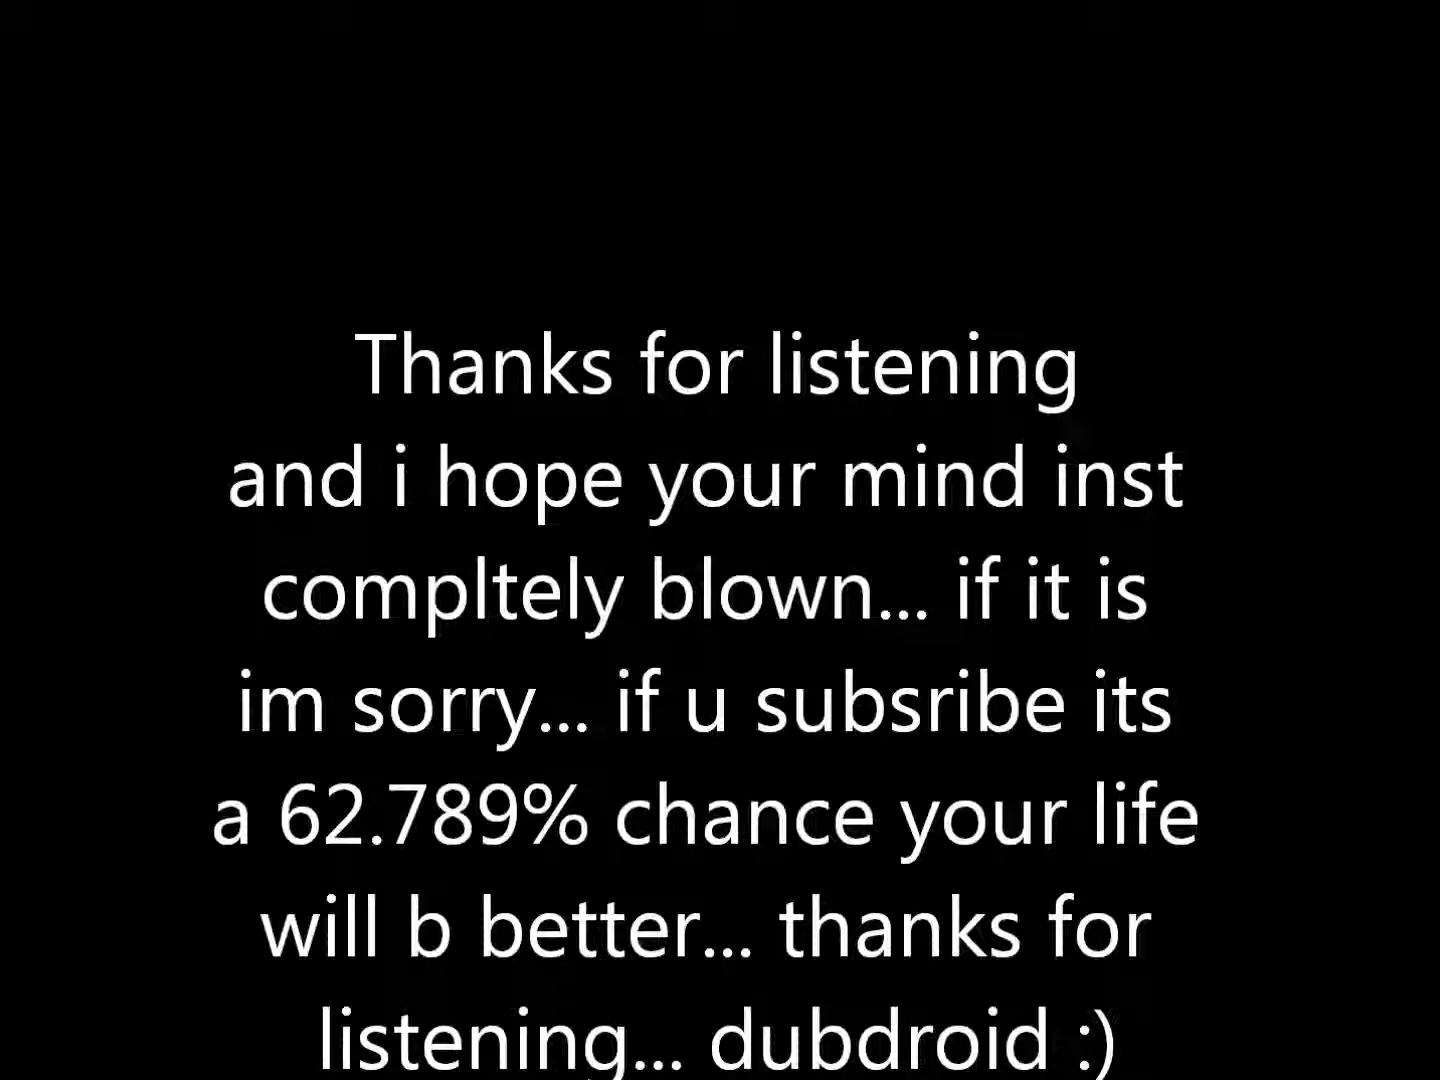 Thanks for listening
and i hope your mind inst
compltely blown... if it is
im sorry... if u subsribe its
a 62.789% chance your life
will b better... thanks for
listening... dubdroid :)